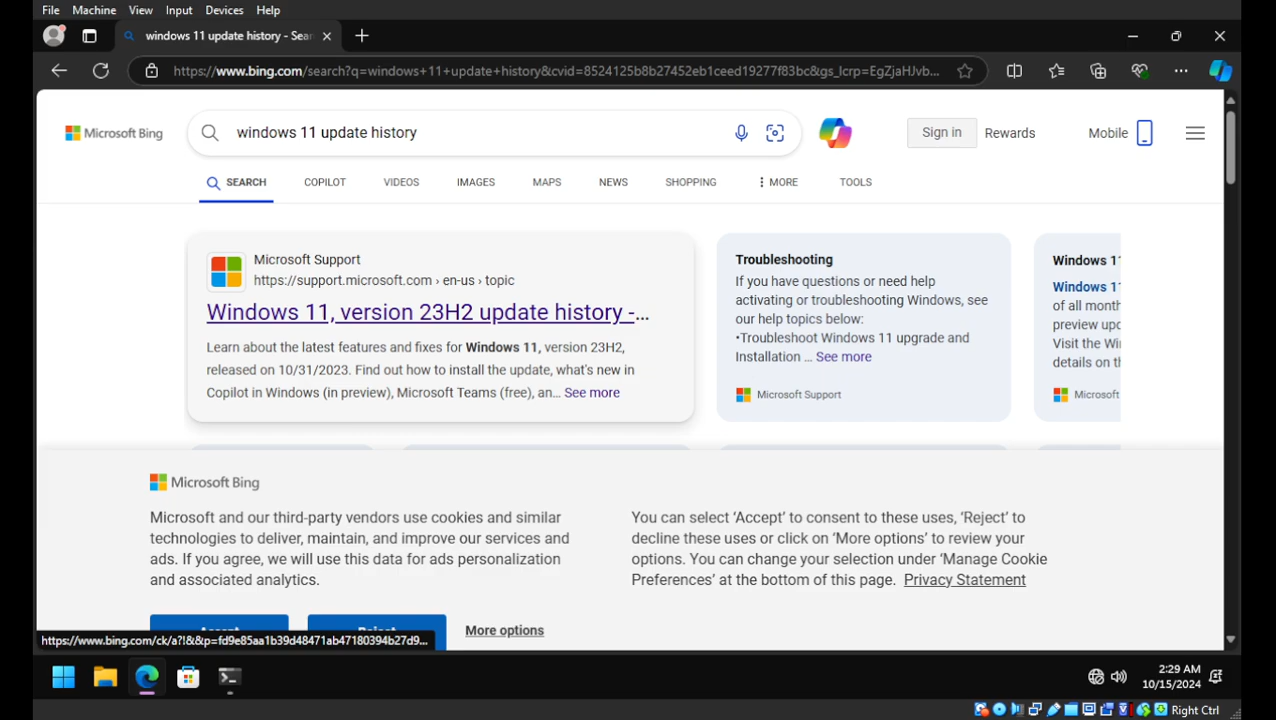 File Machine View Input Devices Help
windows 11 update history - Sear
https://www.bing.com/search?q=windows+11+update+history&cvid=8524125b8b27452eb1ceed19277f83bc&gs_lcrp=EgZjaHJvb...
Microsoft Bing
windows 11 update history
Sign in
Rewards
Mobile
SEARCH COPILOT VIDEOS IMAGES MAPS NEWS SHOPPING MORE TOOLS
Microsoft Support
https://support.microsoft.com › en-us › topic
Windows 11, version 23H2 update history -...
Learn about the latest features and fixes for Windows 11, version 23H2,
released on 10/31/2023. Find out how to install the update, what's new in
Copilot in Windows (in preview), Microsoft Teams (free), an... See more
Troubleshooting
If you have questions or need help
activating or troubleshooting Windows, see
our help topics below:
•Troubleshoot Windows 11 upgrade and
Installation ... See more
Microsoft Support
Windows 11
Windows 11
of all month
preview upd
Visit the Wi
details on th
Microsoft
Microsoft Bing
Microsoft and our third-party vendors use cookies and similar
technologies to deliver, maintain, and improve our services and
ads. If you agree, we will use this data for ads personalization
and associated analytics.
You can select 'Accept' to consent to these uses, 'Reject' to
decline these uses or click on 'More options' to review your
options. You can change your selection under 'Manage Cookie
Preferences' at the bottom of this page. Privacy Statement
Accept
Reject
More options
https://www.bing.com/ck/a?!&&p=fd9e85aa1b39d48471ab47180394b27d9...
2:29 AM
10/15/2024
Right Ctrl